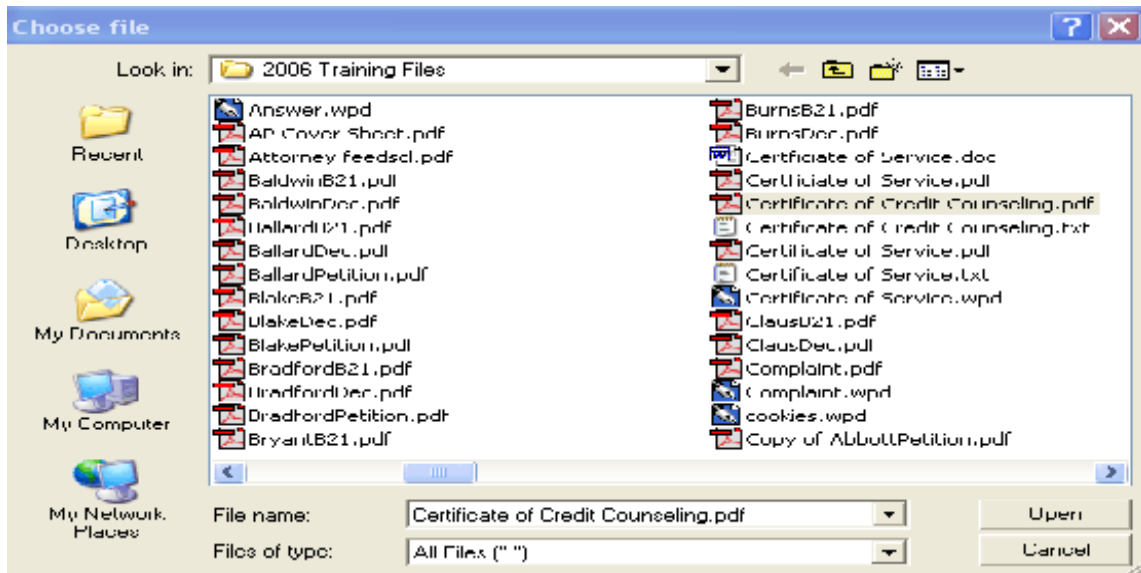 Choose file
Look in:
2006 Training Files
Recent
Desktop
My Documents
My Computer
My Network
Places
Answer.wpd
AP Cover Sheet.pdf
Attorney feedscl.pdf
BaldwinB21.pdf
BaldwinDec.pdf
BallardB21.pdf
BallardDec.pdf
BallardPetition.pdf
BlakeB21.pdf
BlakeDec.pdf
BlakePetition.pdf
BradfordB21.pdf
BradfordDec.pdf
BradfordPetition.pdf
BryantB21.pdf
BurnsB21.pdf
BurnsDec.pdf
Certficiate of Service.doc
Certficiate of Service.pdf
Certificate of Credit Counseling.pdf
Certificate of Credit Counseling.txt
Certificate of Service.pdf
Certificate of Service.txt
Certificate of Service.wpd
ClausB21.pdf
ClausDec.pdf
Complaint.pdf
Complaint.wpd
cookies.wpd
Copy of AbbottPetition.pdf
File name:
Certificate of Credit Counseling.pdf
Open
Files of type:
All Files (*.*)
Cancel